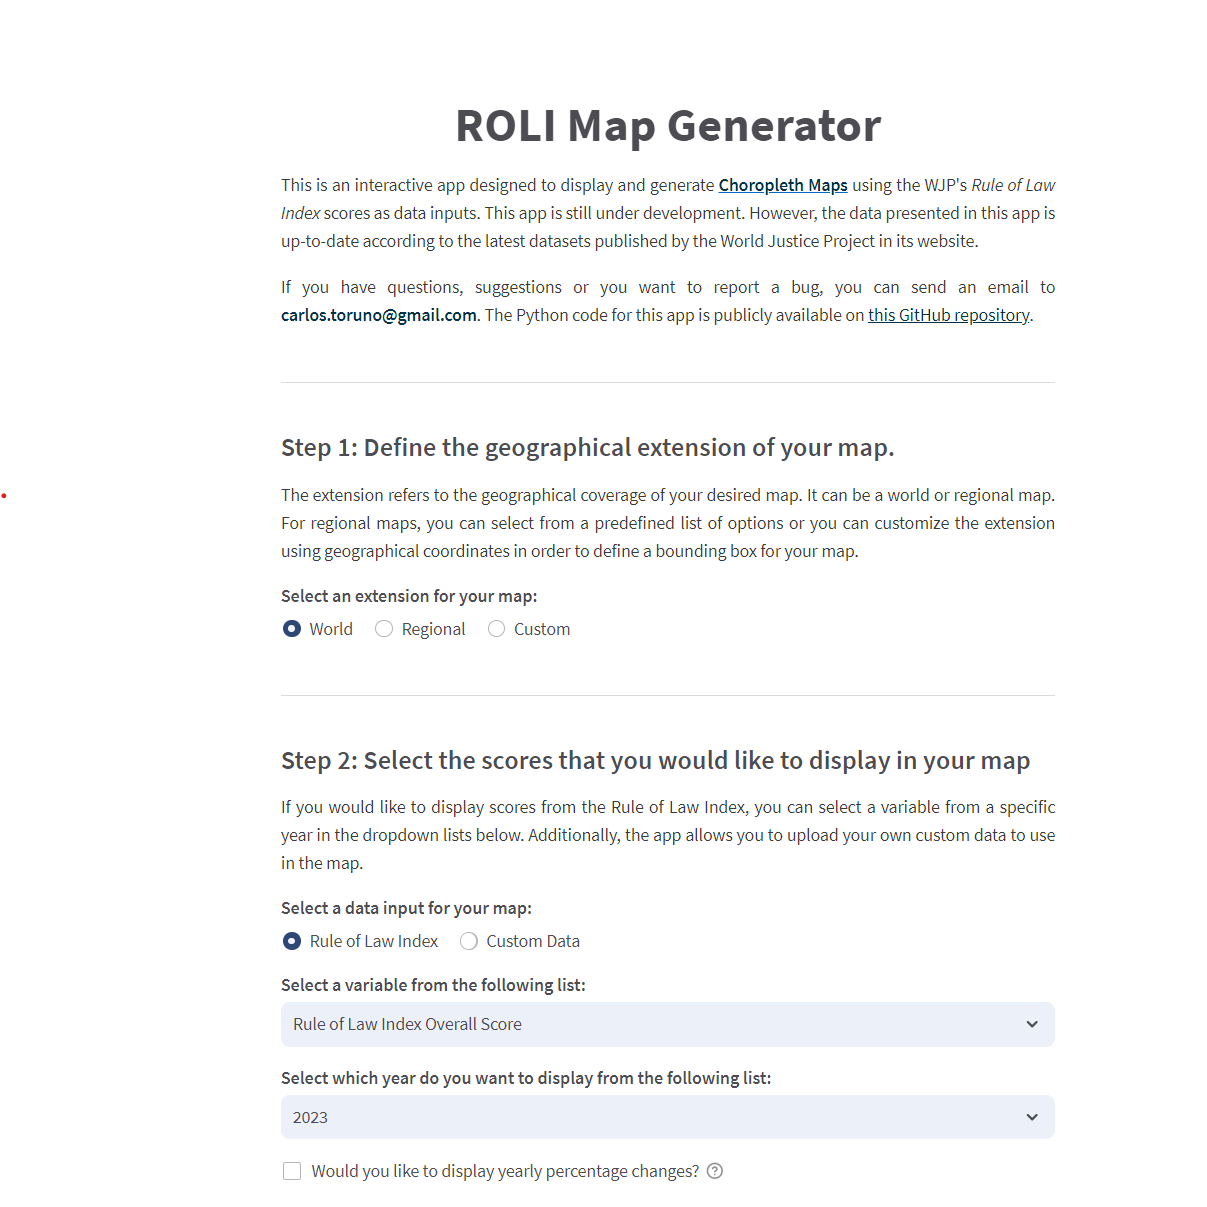 ROLI Map Generator
This is an interactive app designed to display and generate Choropleth Maps using the WJP's Rule of Law
Index scores as data inputs. This app is still under development. However, the data presented in this app is
up-to-date according to the latest datasets published by the World Justice Project in its website.
If you have questions, suggestions or you want to report a bug, you can send an email to
carlos.toruno@gmail.com. The Python code for this app is publicly available on this GitHub repository.
Step 1: Define the geographical extension of your map.
The extension refers to the geographical coverage of your desired map. It can be a world or regional map.
For regional maps, you can select from a predefined list of options or you can customize the extension
using geographical coordinates in order to define a bounding box for your map.
Select an extension for your map:
World Regional Custom
Step 2: Select the scores that you would like to display in your map
If you would like to display scores from the Rule of Law Index, you can select a variable from a specific
year in the dropdown lists below. Additionally, the app allows you to upload your own custom data to use
in the map.
Select a data input for your map:
Rule of Law Index Custom Data
Select a variable from the following list:
Rule of Law Index Overall Score
Select which year do you want to display from the following list:
2023
Would you like to display yearly percentage changes? ?